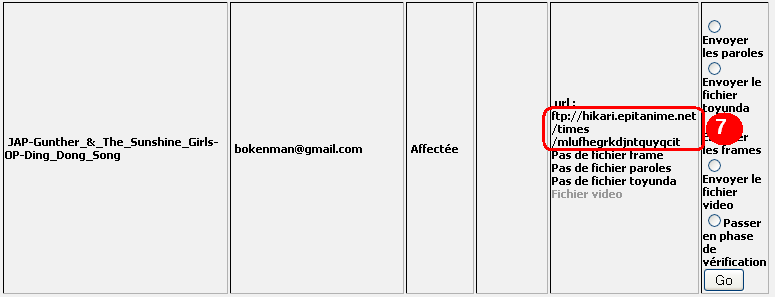 JAP-Gunther_&_The_Sunshine_Girls-
OP-Ding_Dong_Song
bokenman@gmail.com
Affectée
url :
ftp://hikari.epitanime.net
/times
/mlufhegrkdjntquyqcit
Pas de fichier frame
Pas de fichier paroles
Pas de fichier toyunda
Fichier video
7
Envoyer
les paroles
Envoyer le
fichier
toyunda
les frames
Envoyer le
fichier
video
Passer
en phase
de
vérification
Go